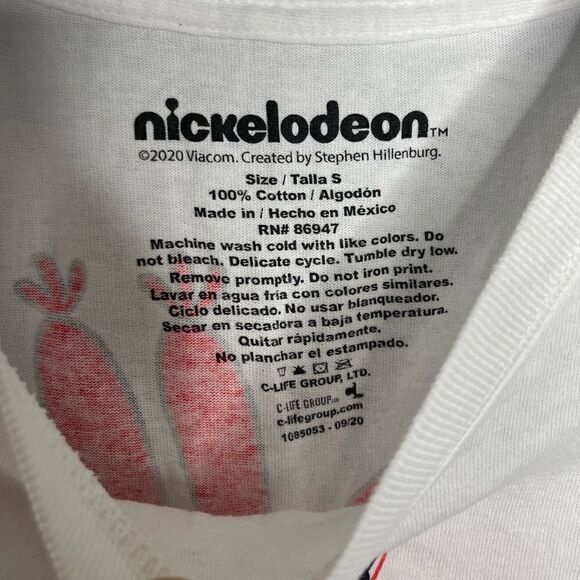 nickelodeon™
©2020 Viacom. Created by Stephen Hillenburg.
Size / Talla S
100% Cotton / Algodón
Made in / Hecho en México
RN# 86947
Machine wash cold with like colors. Do
not bleach. Delicate cycle. Tumble dry low.
Remove promptly. Do not iron print.
Lavar en agua fria con colores similares.
Ciclo delicado. No usar blanqueador.
Secar en secadora a baja temperatura.
Quitar rápidamente.
No planchar el estampado.
C-LIFE GROUP, LTD.
C-LIFE GROUP LTD.
c-lifegroup.com
1085053 - 09/20